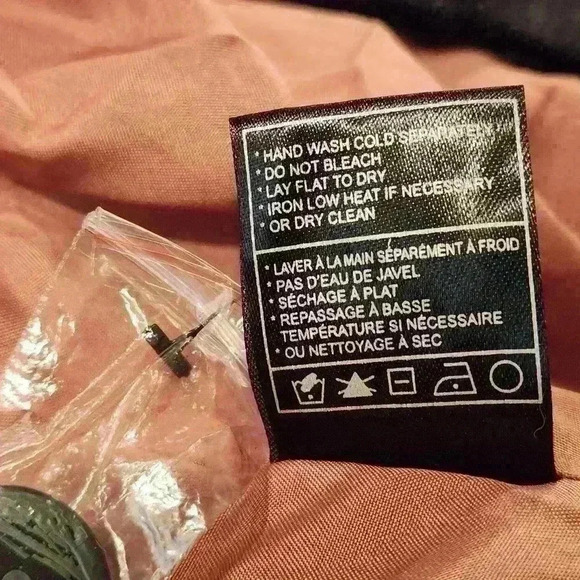 * HAND WASH COLD SEPARATELY
* DO NOT BLEACH
* LAY FLAT TO DRY
* IRON LOW HEAT IF NECESSARY
* OR DRY CLEAN
* LAVER À LA MAIN SÉPARÉMENT À FROID
* PAS D'EAU DE JAVEL
* SÉCHAGE À PLAT
* REPASSAGE À BASSE
TEMPÉRATURE SI NÉCESSAIRE
* OU NETTOYAGE À SEC